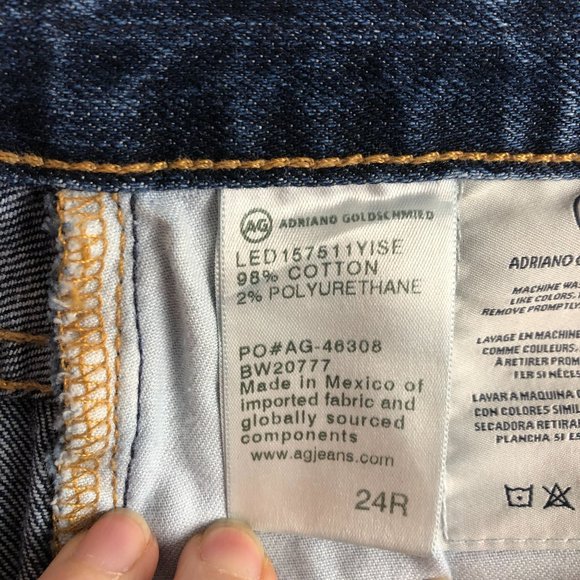 AG ADRIANO GOLDSCHMIED
LED157511YISE
98% COTTON
2% POLYURETHANE
PO#AG-46308
BW20777
Made in Mexico of
imported fabric and
globally sourced
components
www.agjeans.com
24R
ADRIANO
MACHINE WAS
LIKE COLORS.
REMOVE PROMPTLY
LAVAGE EN MACHINE
COMME COULEURS.
À RETIRER PROM
FER SI NÉCES
LAVAR A MAQUINA
CON COLORES SIMIL
SECADORA RETIRAR
PLANCHA SI ES